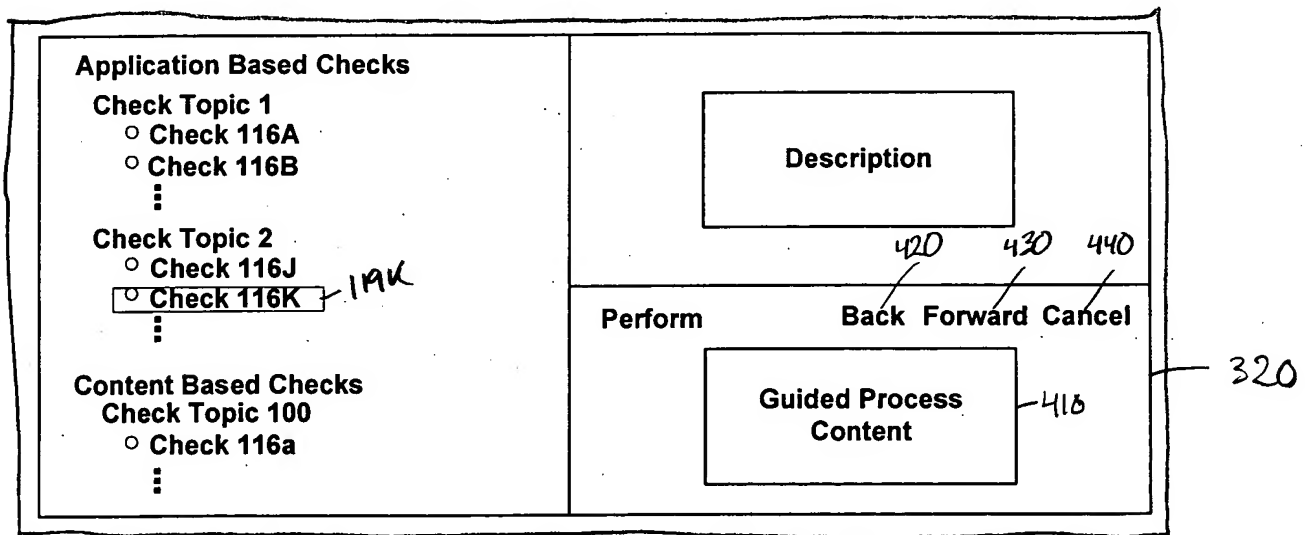 Application Based Checks
Check Topic 1
Check 116A
Check 116B
Check Topic 2
Check 116J
Check 116K
119K
Content Based Checks
Check Topic 100
Check 116a
Description
420 430 440
Perform Back Forward Cancel
Guided Process
Content
410
320